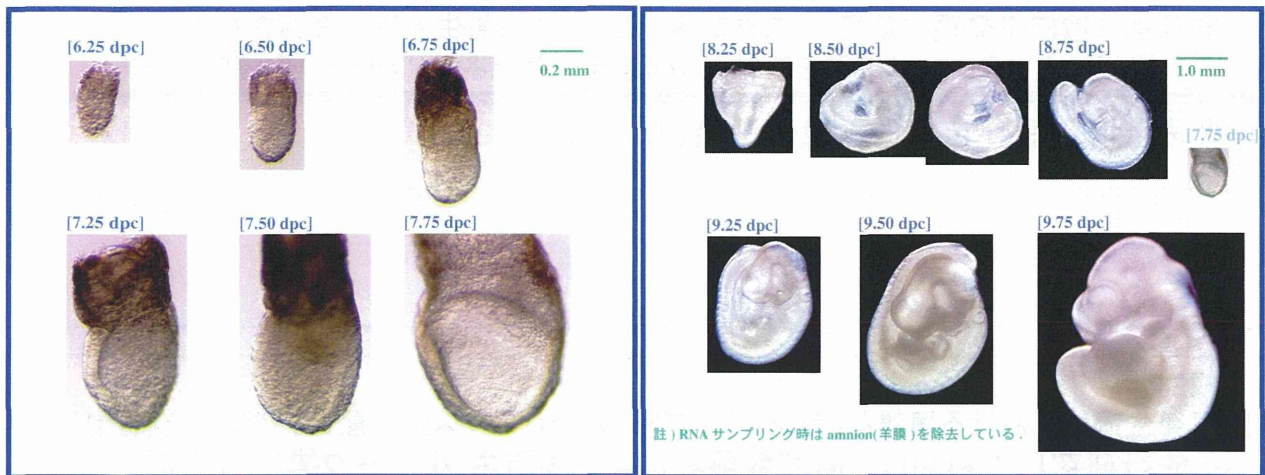 [6.25 dpc]
[6.50 dpc]
[6.75 dpc]
0.2 mm
[7.25 dpc]
[7.50 dpc]
[7.75 dpc]
[8.25 dpc]
[8.50 dpc]
[8.75 dpc]
1.0 mm
[7.75 dpc]
[9.25 dpc]
[9.50 dpc]
[9.75 dpc]
註 ) RNA サンプリング時は amnion(羊膜 )を除去している .